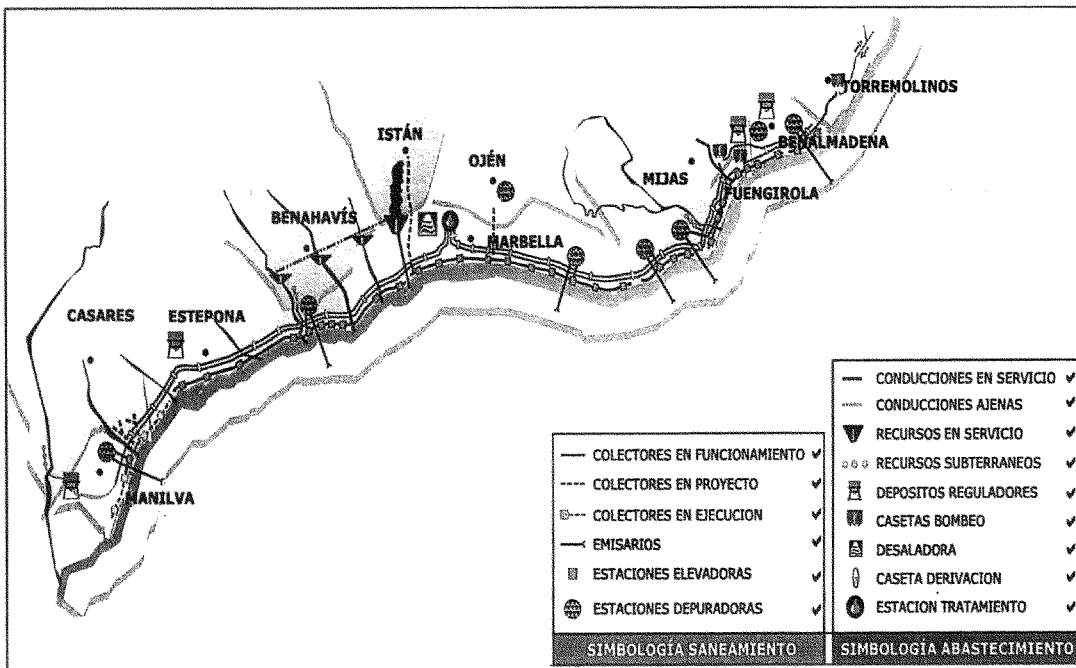 TORREMOLINOS
ISTÁN
OJÉN
BENALMADENA
MIJAS
FUENGIROLA
BENAHAVÍS
MARBELLA
CASARES
ESTEPONA
MANILVA
COLECTORES EN FUNCIONAMIENTO
COLECTORES EN PROYECTO
COLECTORES EN EJECUCION
EMISARIOS
ESTACIONES ELEVADORAS
ESTACIONES DEPURADORAS
SIMBOLOGÍA SANEAMIENTO
CONDUCCIONES EN SERVICIO
CONDUCCIONES AJENAS
RECURSOS EN SERVICIO
RECURSOS SUBTERRANEOS
DEPOSITOS REGULADORES
CASETAS BOMBEO
DESALADORA
CASETA DERIVACION
ESTACION TRATAMIENTO
SIMBOLOGÍA ABASTECIMIENTO